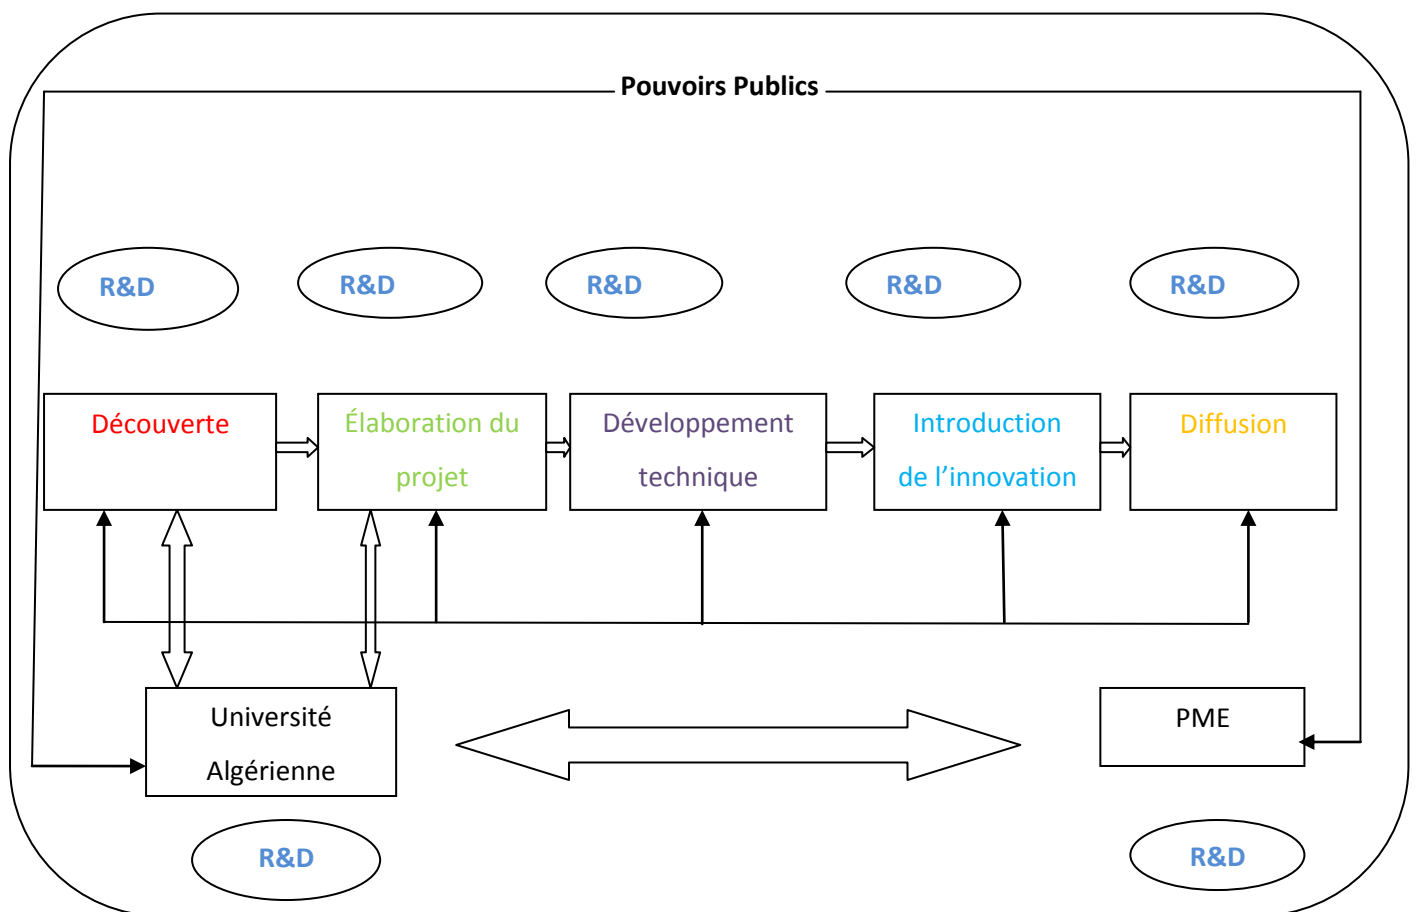 Pouvoirs Publics
R&D
R&D
R&D
R&D
R&D
Découverte
Élaboration du
projet
Développement
technique
Introduction
de l’innovation
Diffusion
Université
Algérienne
PME
R&D
R&D